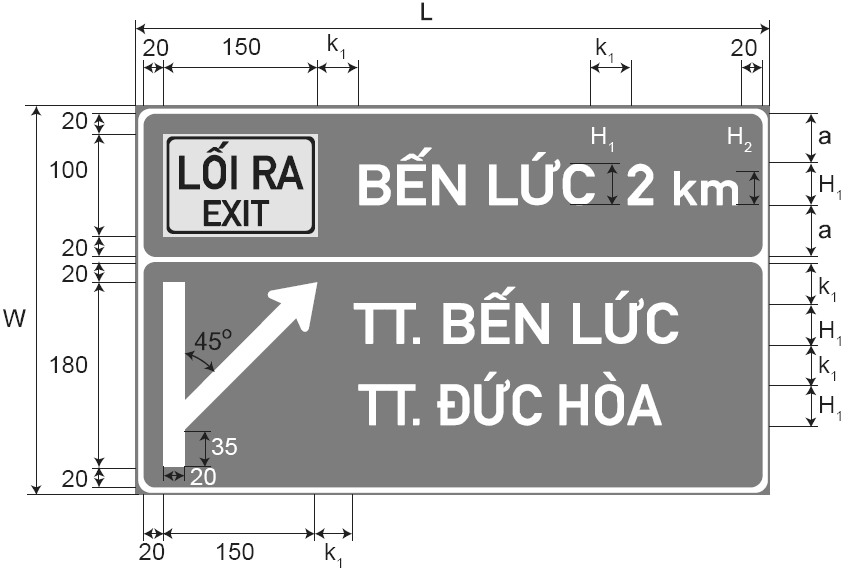 L
20 150 k1 k1 20
20
100
20
20
W
180
20
LỐI RA
EXIT
BẾN LỨC 2 km
H1 H2
a
H1
a
k1
H1
k1
H1
45º
TT. BẾN LỨC
TT. ĐỨC HÒA
35
20
20 150 k1